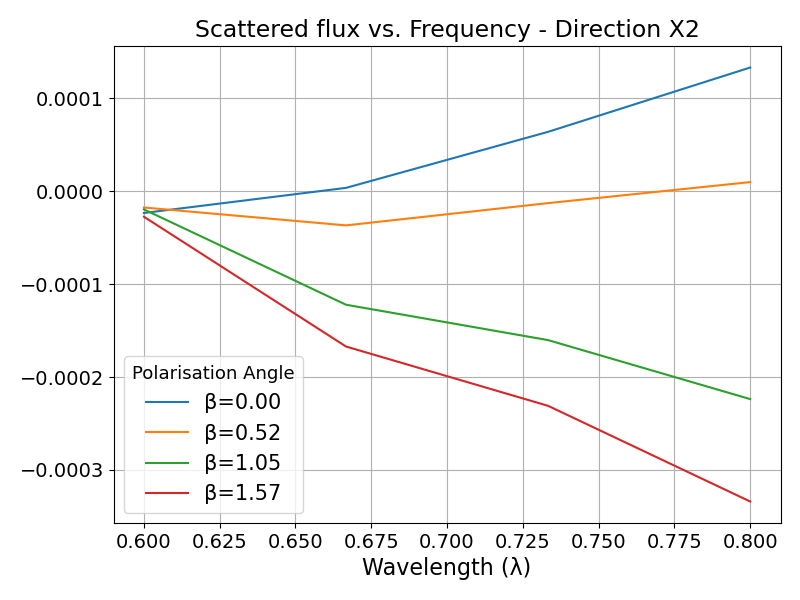 Scattered flux vs. Frequency - Direction X2
0.0001
0.0000
−0.0001
−0.0002
−0.0003
Polarisation Angle
β=0.00
β=0.52
β=1.05
β=1.57
0.600 0.625 0.650 0.675 0.700 0.725 0.750 0.775 0.800
Wavelength (λ)